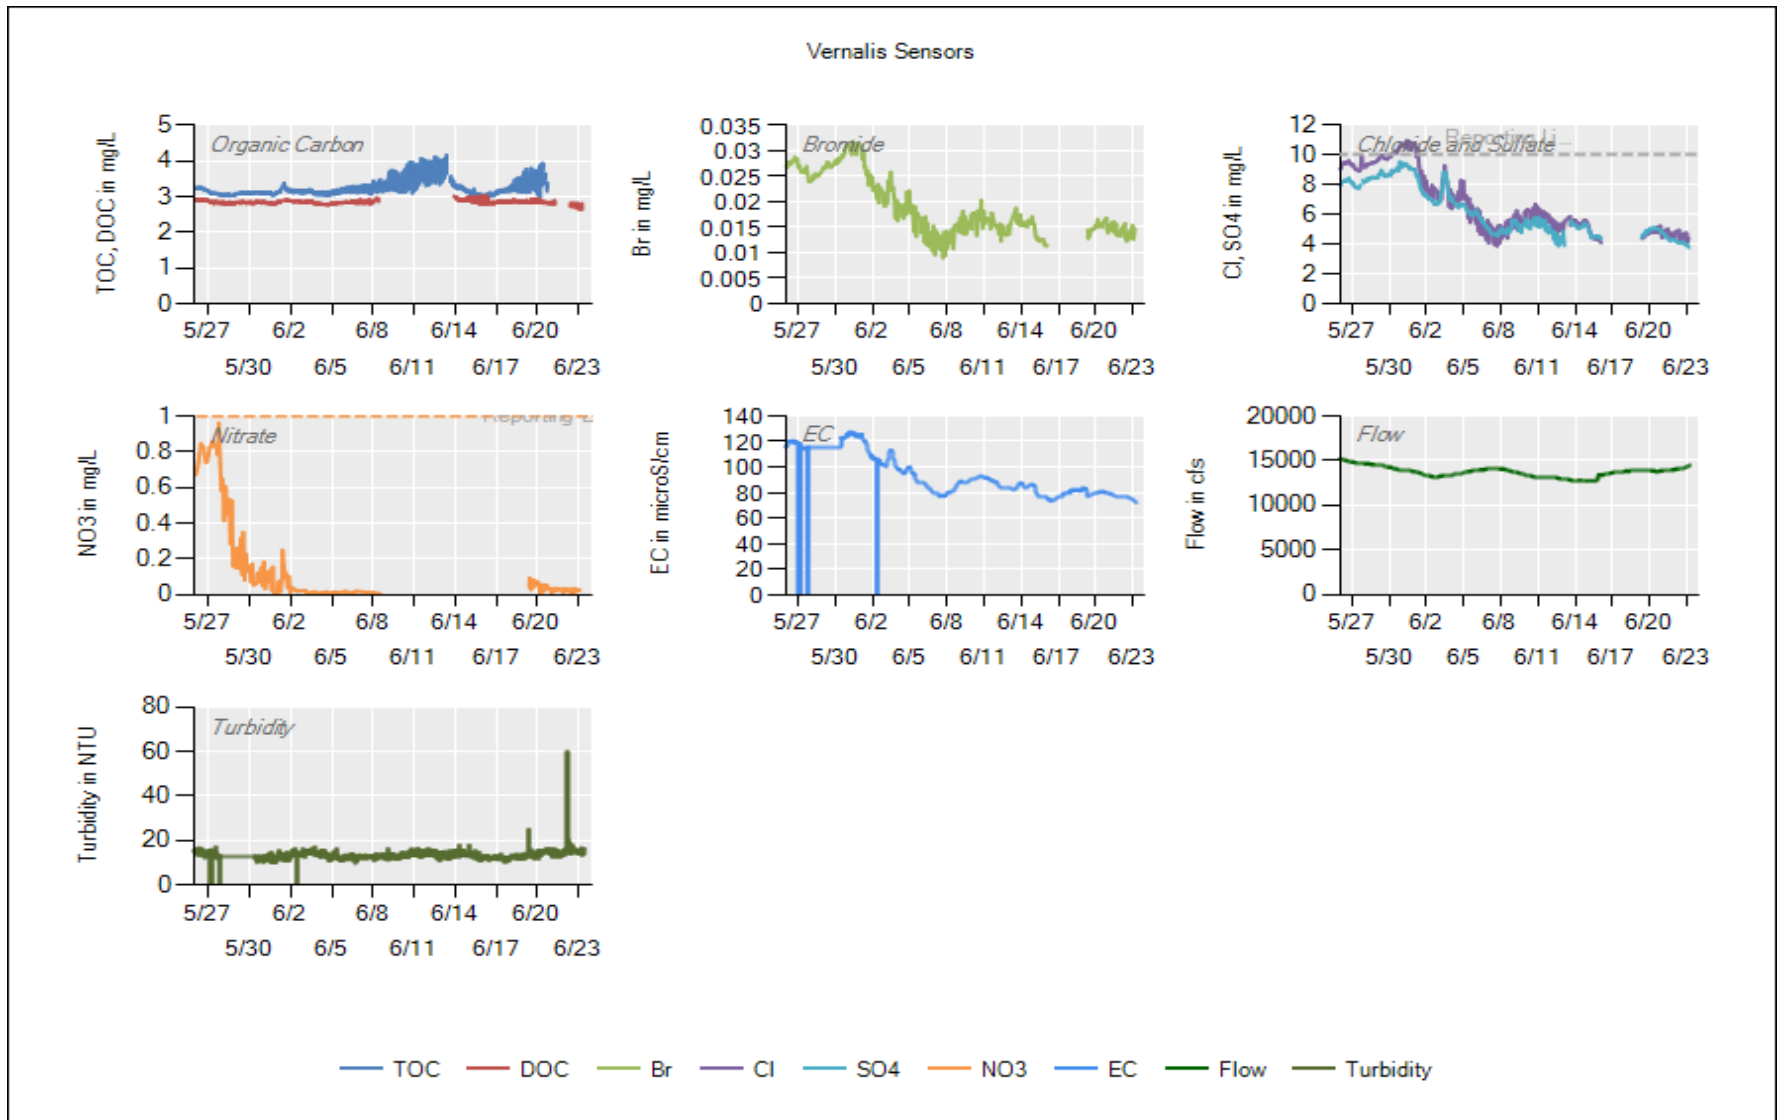 Vernalis Sensors
TOC, DOC in mg/L
5
4
3
2
1
0
Organic Carbon
5/27 6/2 6/8 6/14 6/20
5/30 6/5 6/11 6/17 6/23
Br in mg/L
0.035
0.03
0.025
0.02
0.015
0.01
0.005
0
Bromide
5/27 6/2 6/8 6/14 6/20
5/30 6/5 6/11 6/17 6/23
Cl, SO4 in mg/L
12
10
8
6
4
2
0
Reporting Li...
Chloride and Sulfate
5/27 6/2 6/8 6/14 6/20
5/30 6/5 6/11 6/17 6/23
NO3 in mg/L
1
0.8
0.6
0.4
0.2
0
Reporting L
Nitrate
5/27 6/2 6/8 6/14 6/20
5/30 6/5 6/11 6/17 6/23
EC in microS/cm
140
120
100
80
60
40
20
0
EC
5/27 6/2 6/8 6/14 6/20
5/30 6/5 6/11 6/17 6/23
Flow in cfs
20000
15000
10000
5000
0
Flow
5/27 6/2 6/8 6/14 6/20
5/30 6/5 6/11 6/17 6/23
Turbidity in NTU
80
60
40
20
0
Turbidity
5/27 6/2 6/8 6/14 6/20
5/30 6/5 6/11 6/17 6/23
TOC DOC Br Cl SO4 NO3 EC Flow Turbidity